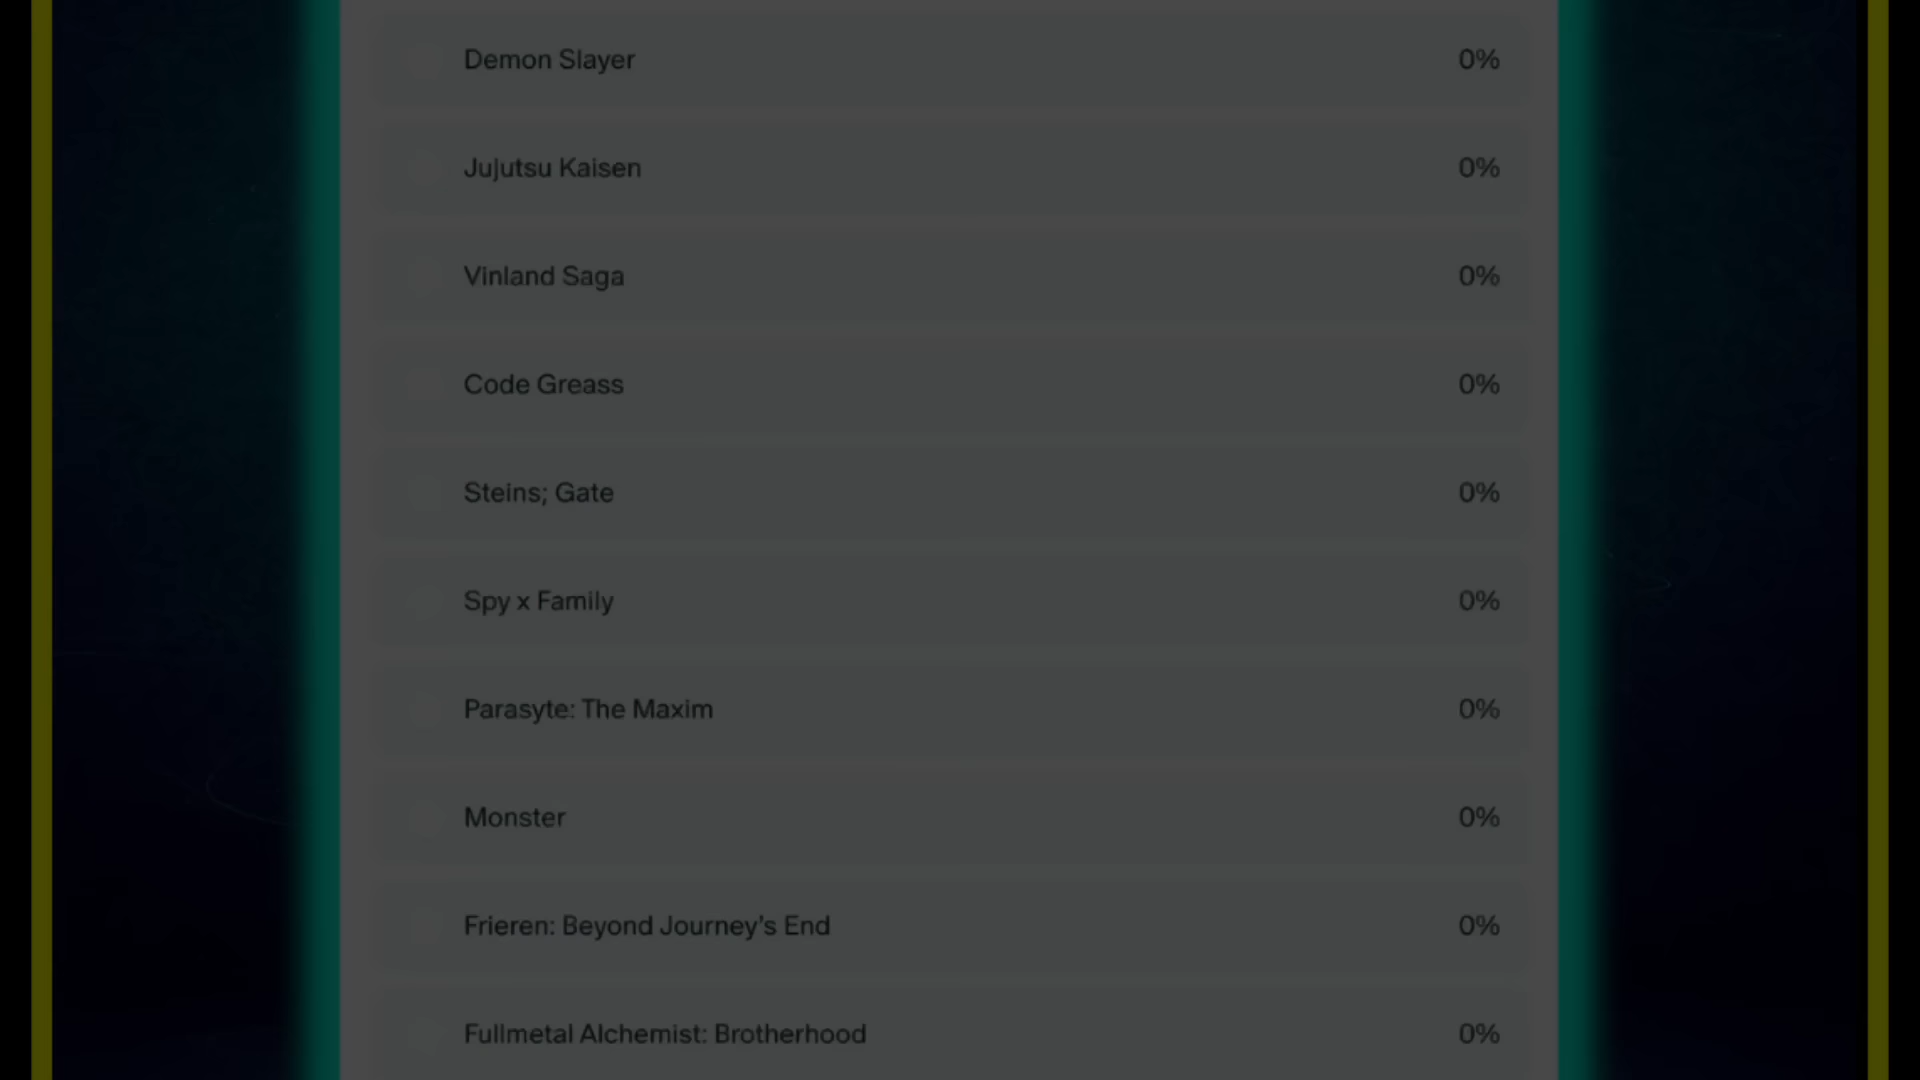 Demon Slayer 0%
Jujutsu Kaisen 0%
Vinland Saga 0%
Code Greass 0%
Steins; Gate 0%
Spy x Family 0%
Parasyte: The Maxim 0%
Monster 0%
Frieren: Beyond Journey's End 0%
Fullmetal Alchemist: Brotherhood 0%